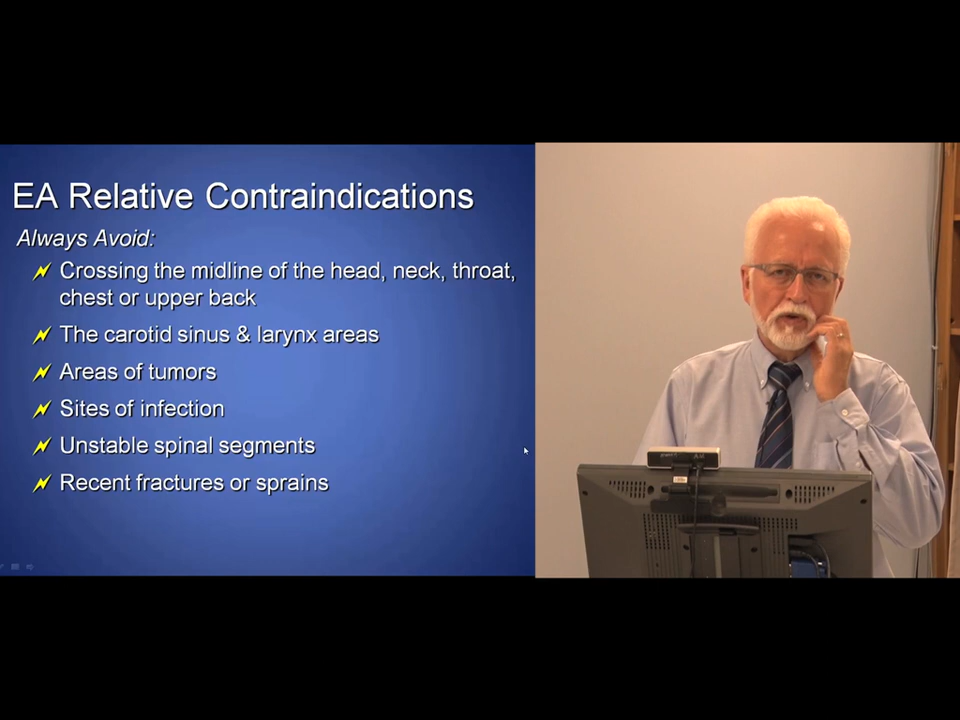 EA Relative Contraindications
Always Avoid:
Crossing the midline of the head, neck, throat,
chest or upper back
The carotid sinus & larynx areas
Areas of tumors
Sites of infection
Unstable spinal segments
Recent fractures or sprains